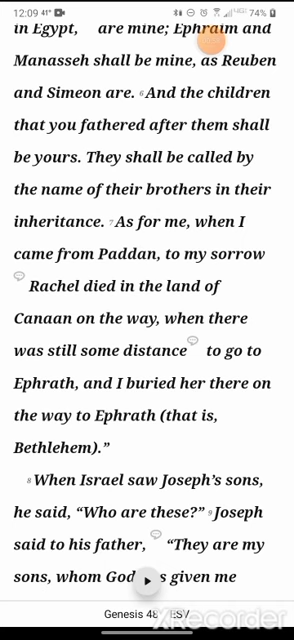 12:09 41° 74%
in Egypt, are mine; Ephraim and
Manasseh shall be mine, as Reuben
and Simeon are. 6 And the children
that you fathered after them shall
be yours. They shall be called by
the name of their brothers in their
inheritance. 7 As for me, when I
came from Paddan, to my sorrow
Rachel died in the land of
Canaan on the way, when there
was still some distance to go to
Ephrath, and I buried her there on
the way to Ephrath (that is,
Bethlehem).”
8 When Israel saw Joseph’s sons,
he said, “Who are these?” 9 Joseph
said to his father, “They are my
sons, whom God s given me
Genesis 48 ESV
XRecorder